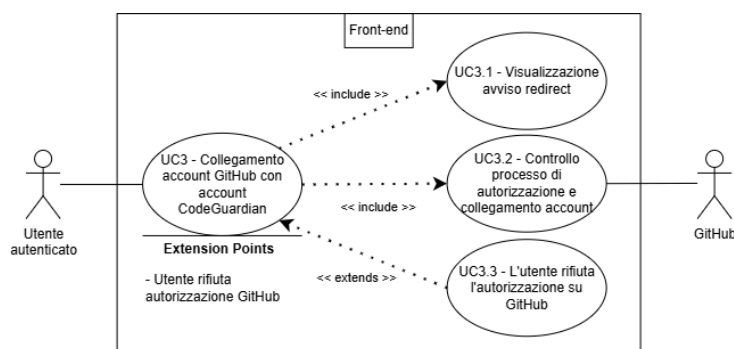 Front-end
UC3.1 - Visualizzazione
avviso redirect
<< include >>
UC3 - Collegamento
account GitHub con
account
CodeGuardian
UC3.2 - Controllo
processo di
autorizzazione e
collegamento account
<< include >>
Utente
autenticato
GitHub
Extension Points
- Utente rifiuta
autorizzazione GitHub
<< extends >>
UC3.3 - L'utente rifiuta
l'autorizzazione su
GitHub